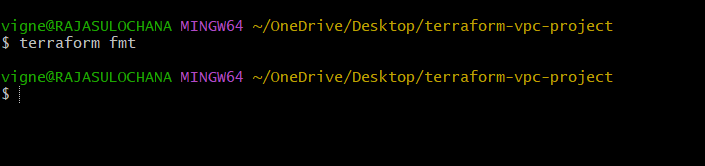 vigne@RAJASULOCHANA MINGW64 ~/OneDrive/Desktop/terraform-vpc-project
$ terraform fmt
vigne@RAJASULOCHANA MINGW64 ~/OneDrive/Desktop/terraform-vpc-project
$